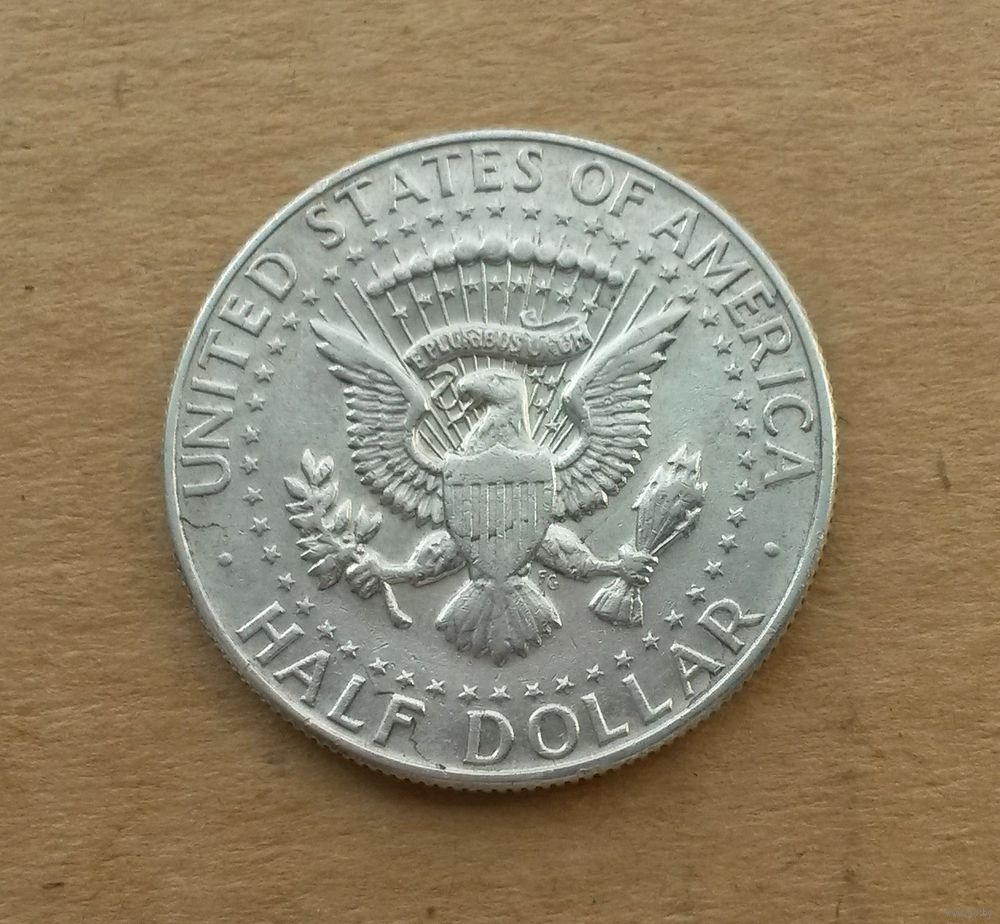 UNITED STATES OF AMERICA
E PLURIBUS UNUM
FG
HALF DOLLAR